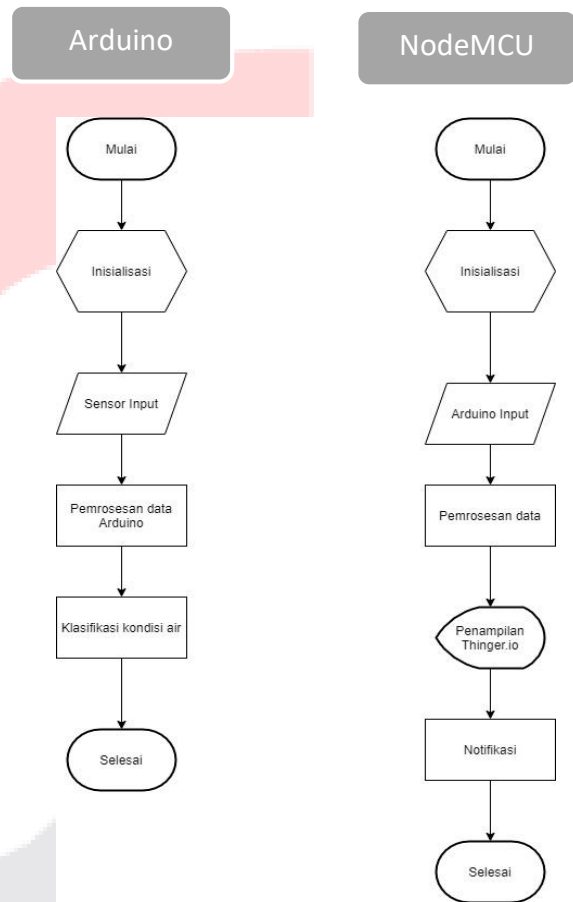 Arduino
Mulai
Inisialisasi
Sensor Input
Pemrosesan data
Arduino
Klasifikasi kondisi air
Selesai
NodeMCU
Mulai
Inisialisasi
Arduino Input
Pemrosesan data
Penampilan
Thinger.io
Notifikasi
Selesai